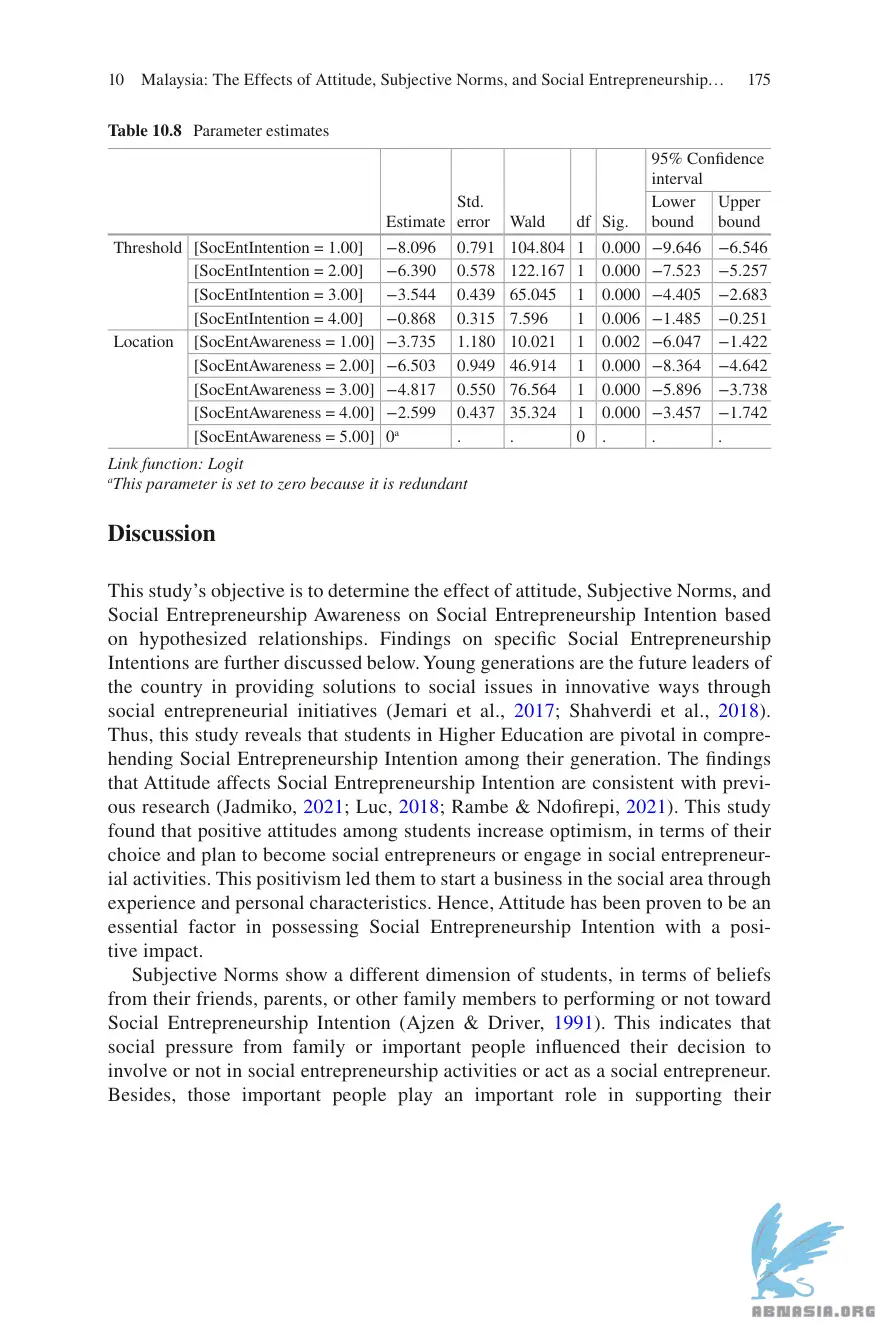 10 Malaysia: The Effects of Attitude, Subjective Norms, and Social Entrepreneurship… 175
Table 10.8 Parameter estimates
95% Confidence
interval
Estimate Std. error Wald df Sig. Lower bound Upper bound
Threshold [SocEntIntention = 1.00] −8.096 0.791 104.804 1 0.000 −9.646 −6.546
[SocEntIntention = 2.00] −6.390 0.578 122.167 1 0.000 −7.523 −5.257
[SocEntIntention = 3.00] −3.544 0.439 65.045 1 0.000 −4.405 −2.683
[SocEntIntention = 4.00] −0.868 0.315 7.596 1 0.006 −1.485 −0.251
Location [SocEntAwareness = 1.00] −3.735 1.180 10.021 1 0.002 −6.047 −1.422
[SocEntAwareness = 2.00] −6.503 0.949 46.914 1 0.000 −8.364 −4.642
[SocEntAwareness = 3.00] −4.817 0.550 76.564 1 0.000 −5.896 −3.738
[SocEntAwareness = 4.00] −2.599 0.437 35.324 1 0.000 −3.457 −1.742
[SocEntAwareness = 5.00] 0ᵃ . . 0 . . .
Link function: Logit
ᵃThis parameter is set to zero because it is redundant
Discussion
This study's objective is to determine the effect of attitude, Subjective Norms, and
Social Entrepreneurship Awareness on Social Entrepreneurship Intention based
on hypothesized relationships. Findings on specific Social Entrepreneurship
Intentions are further discussed below. Young generations are the future leaders of
the country in providing solutions to social issues in innovative ways through
social entrepreneurial initiatives (Jemari et al., 2017; Shahverdi et al., 2018).
Thus, this study reveals that students in Higher Education are pivotal in compre-
hending Social Entrepreneurship Intention among their generation. The findings
that Attitude affects Social Entrepreneurship Intention are consistent with previ-
ous research (Jadmiko, 2021; Luc, 2018; Rambe & Ndofirepi, 2021). This study
found that positive attitudes among students increase optimism, in terms of their
choice and plan to become social entrepreneurs or engage in social entrepreneur-
ial activities. This positivism led them to start a business in the social area through
experience and personal characteristics. Hence, Attitude has been proven to be an
essential factor in possessing Social Entrepreneurship Intention with a posi-
tive impact.
Subjective Norms show a different dimension of students, in terms of beliefs
from their friends, parents, or other family members to performing or not toward
Social Entrepreneurship Intention (Ajzen & Driver, 1991). This indicates that
social pressure from family or important people influenced their decision to
involve or not in social entrepreneurship activities or act as a social entrepreneur.
Besides, those important people play an important role in supporting their
ABNASIA.ORG